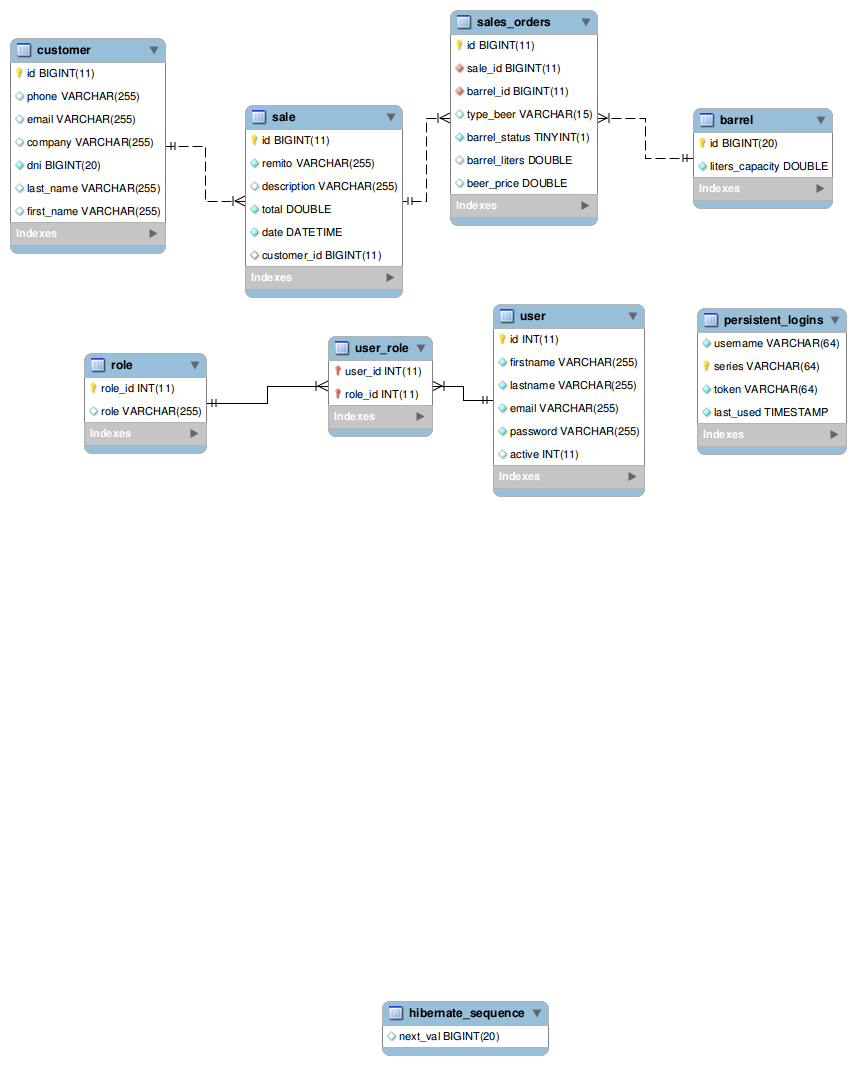 customer
id BIGINT(11)
phone VARCHAR(255)
email VARCHAR(255)
company VARCHAR(255)
dni BIGINT(20)
last_name VARCHAR(255)
first_name VARCHAR(255)
Indexes
sale
id BIGINT(11)
remito VARCHAR(255)
description VARCHAR(255)
total DOUBLE
date DATETIME
customer_id BIGINT(11)
Indexes
sales_orders
id BIGINT(11)
sale_id BIGINT(11)
barrel_id BIGINT(11)
type_beer VARCHAR(15)
barrel_status TINYINT(1)
barrel_liters DOUBLE
beer_price DOUBLE
Indexes
barrel
id BIGINT(20)
liters_capacity DOUBLE
Indexes
role
role_id INT(11)
role VARCHAR(255)
Indexes
user_role
user_id INT(11)
role_id INT(11)
Indexes
user
id INT(11)
firstname VARCHAR(255)
lastname VARCHAR(255)
email VARCHAR(255)
password VARCHAR(255)
active INT(11)
Indexes
persistent_logins
username VARCHAR(64)
series VARCHAR(64)
token VARCHAR(64)
last_used TIMESTAMP
Indexes
hibernate_sequence
next_val BIGINT(20)